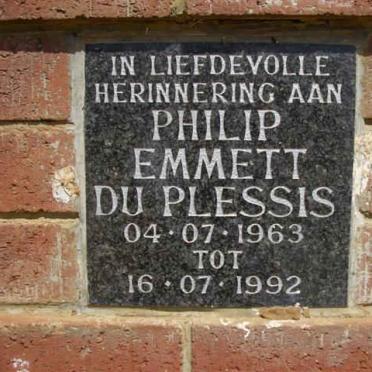 IN LIEFDEVOLLE
HERINNERING AAN
PHILIP
EMMETT
DU PLESSIS
04·07·1963
TOT
16·07·1992